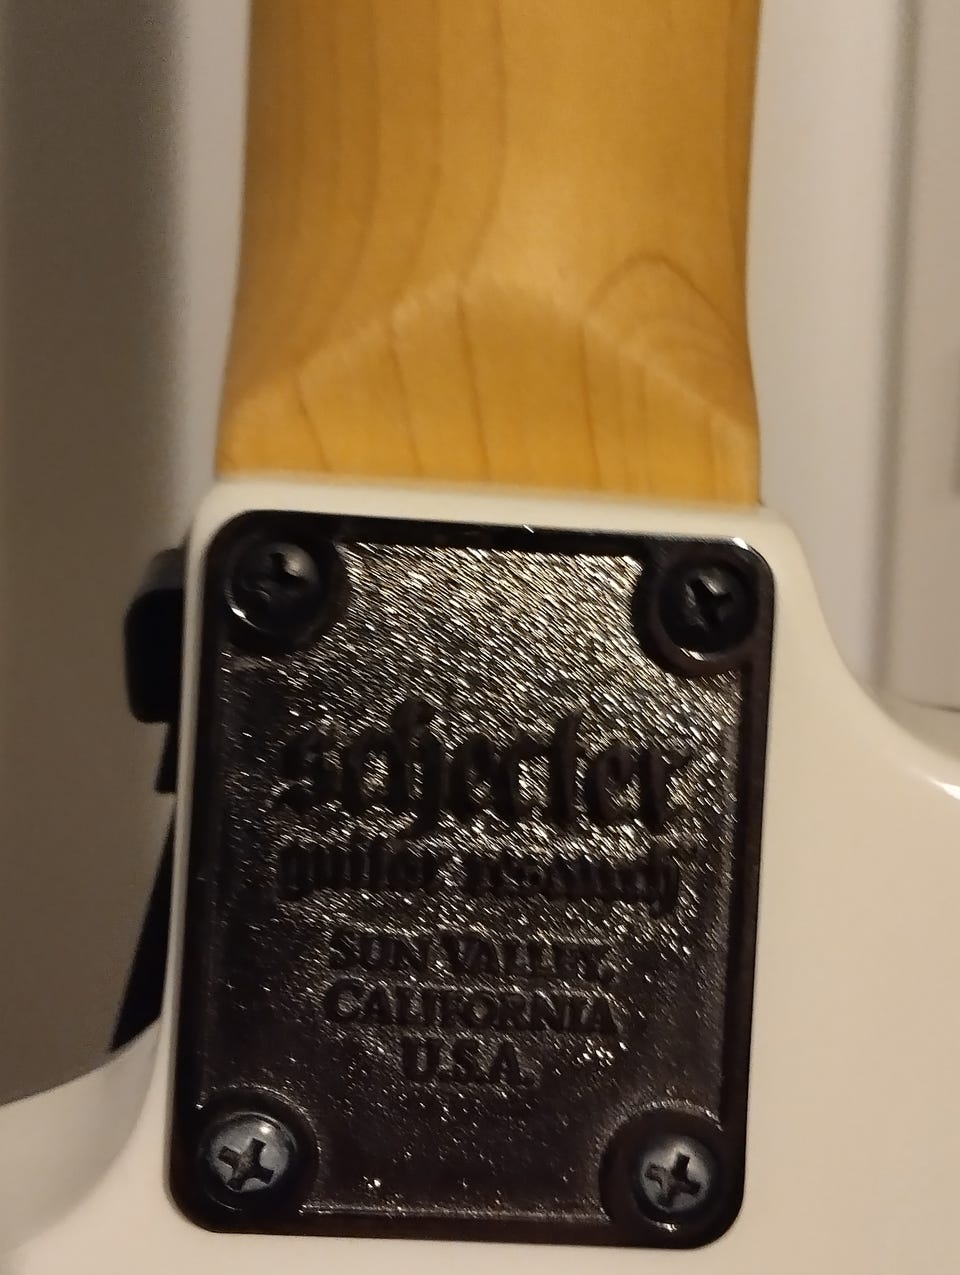 schecter
guitar research
SUN VALLEY,
CALIFORNIA
U.S.A.